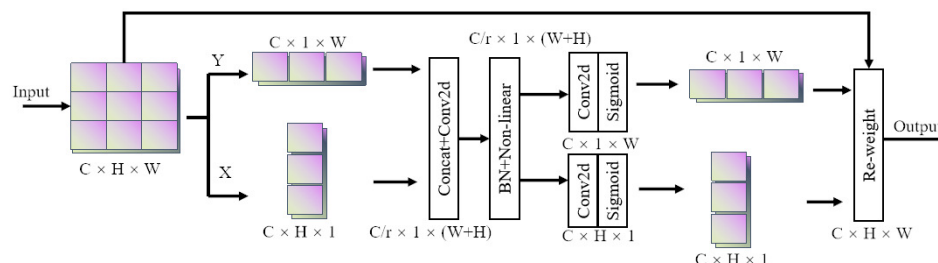 Input
C × H × W
Y
X
C × 1 × W
C × H × 1
Concat+Conv2d
C/r × 1 × (W+H)
C/r × 1 × (W+H)
BN+Non-linear
Conv2d
Sigmoid
C × 1 × W
Conv2d
Sigmoid
C × H × 1
C × 1 × W
C × H × 1
Re-weight
C × H × W
Output